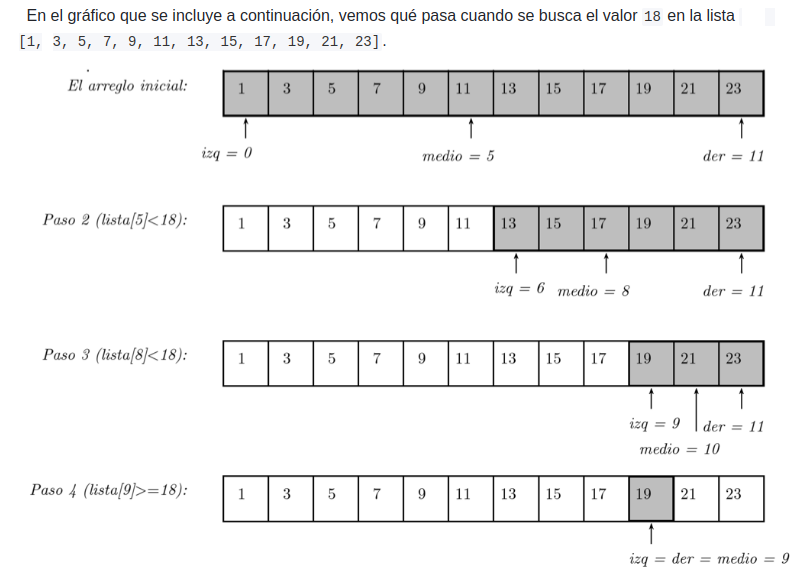 En el gráfico que se incluye a continuación, vemos qué pasa cuando se busca el valor 18 en la lista
[1, 3, 5, 7, 9, 11, 13, 15, 17, 19, 21, 23].
El arreglo inicial: 1 3 5 7 9 11 13 15 17 19 21 23
izq = 0 medio = 5 der = 11
Paso 2 (lista[5]<18): 1 3 5 7 9 11 13 15 17 19 21 23
izq = 6 medio = 8 der = 11
Paso 3 (lista[8]<18): 1 3 5 7 9 11 13 15 17 19 21 23
izq = 9 der = 11
medio = 10
Paso 4 (lista[9]>=18): 1 3 5 7 9 11 13 15 17 19 21 23
izq = der = medio = 9